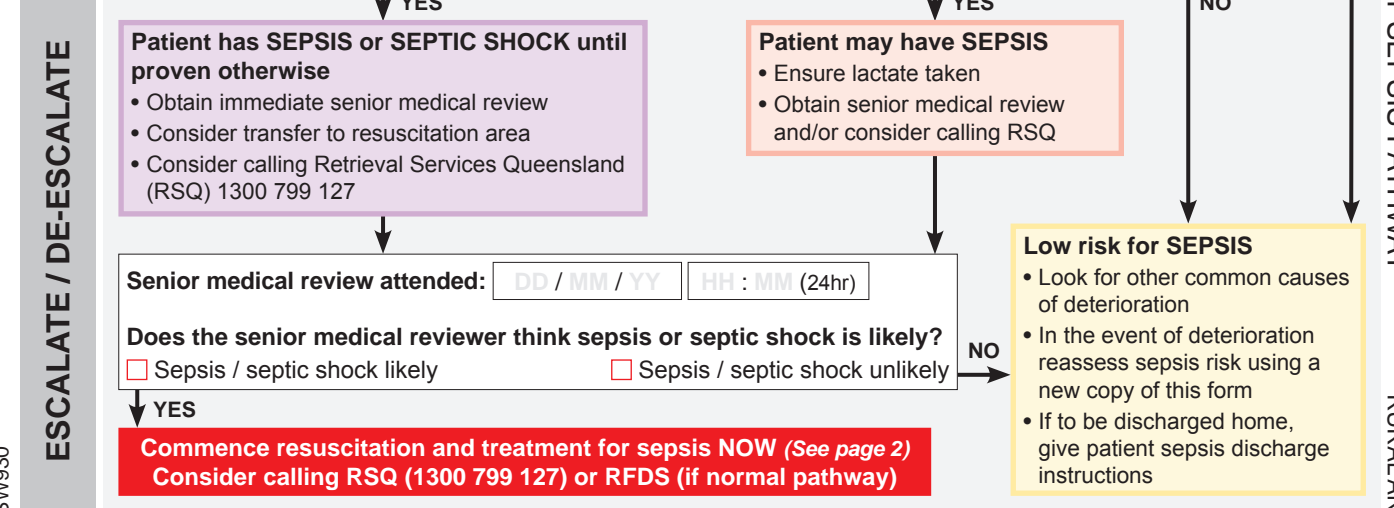 YES
YES
NO
ESCALATE / DE-ESCALATE
Patient has SEPSIS or SEPTIC SHOCK until
proven otherwise
• Obtain immediate senior medical review
• Consider transfer to resuscitation area
• Consider calling Retrieval Services Queensland
(RSQ) 1300 799 127
Patient may have SEPSIS
• Ensure lactate taken
• Obtain senior medical review
and/or consider calling RSQ
Senior medical review attended: DD / MM / YY HH : MM (24hr)
Does the senior medical reviewer think sepsis or septic shock is likely?
Sepsis / septic shock likely Sepsis / septic shock unlikely
NO
YES
Commence resuscitation and treatment for sepsis NOW (See page 2)
Consider calling RSQ (1300 799 127) or RFDS (if normal pathway)
Low risk for SEPSIS
• Look for other common causes
of deterioration
• In the event of deterioration
reassess sepsis risk using a
new copy of this form
• If to be discharged home,
give patient sepsis discharge
instructions